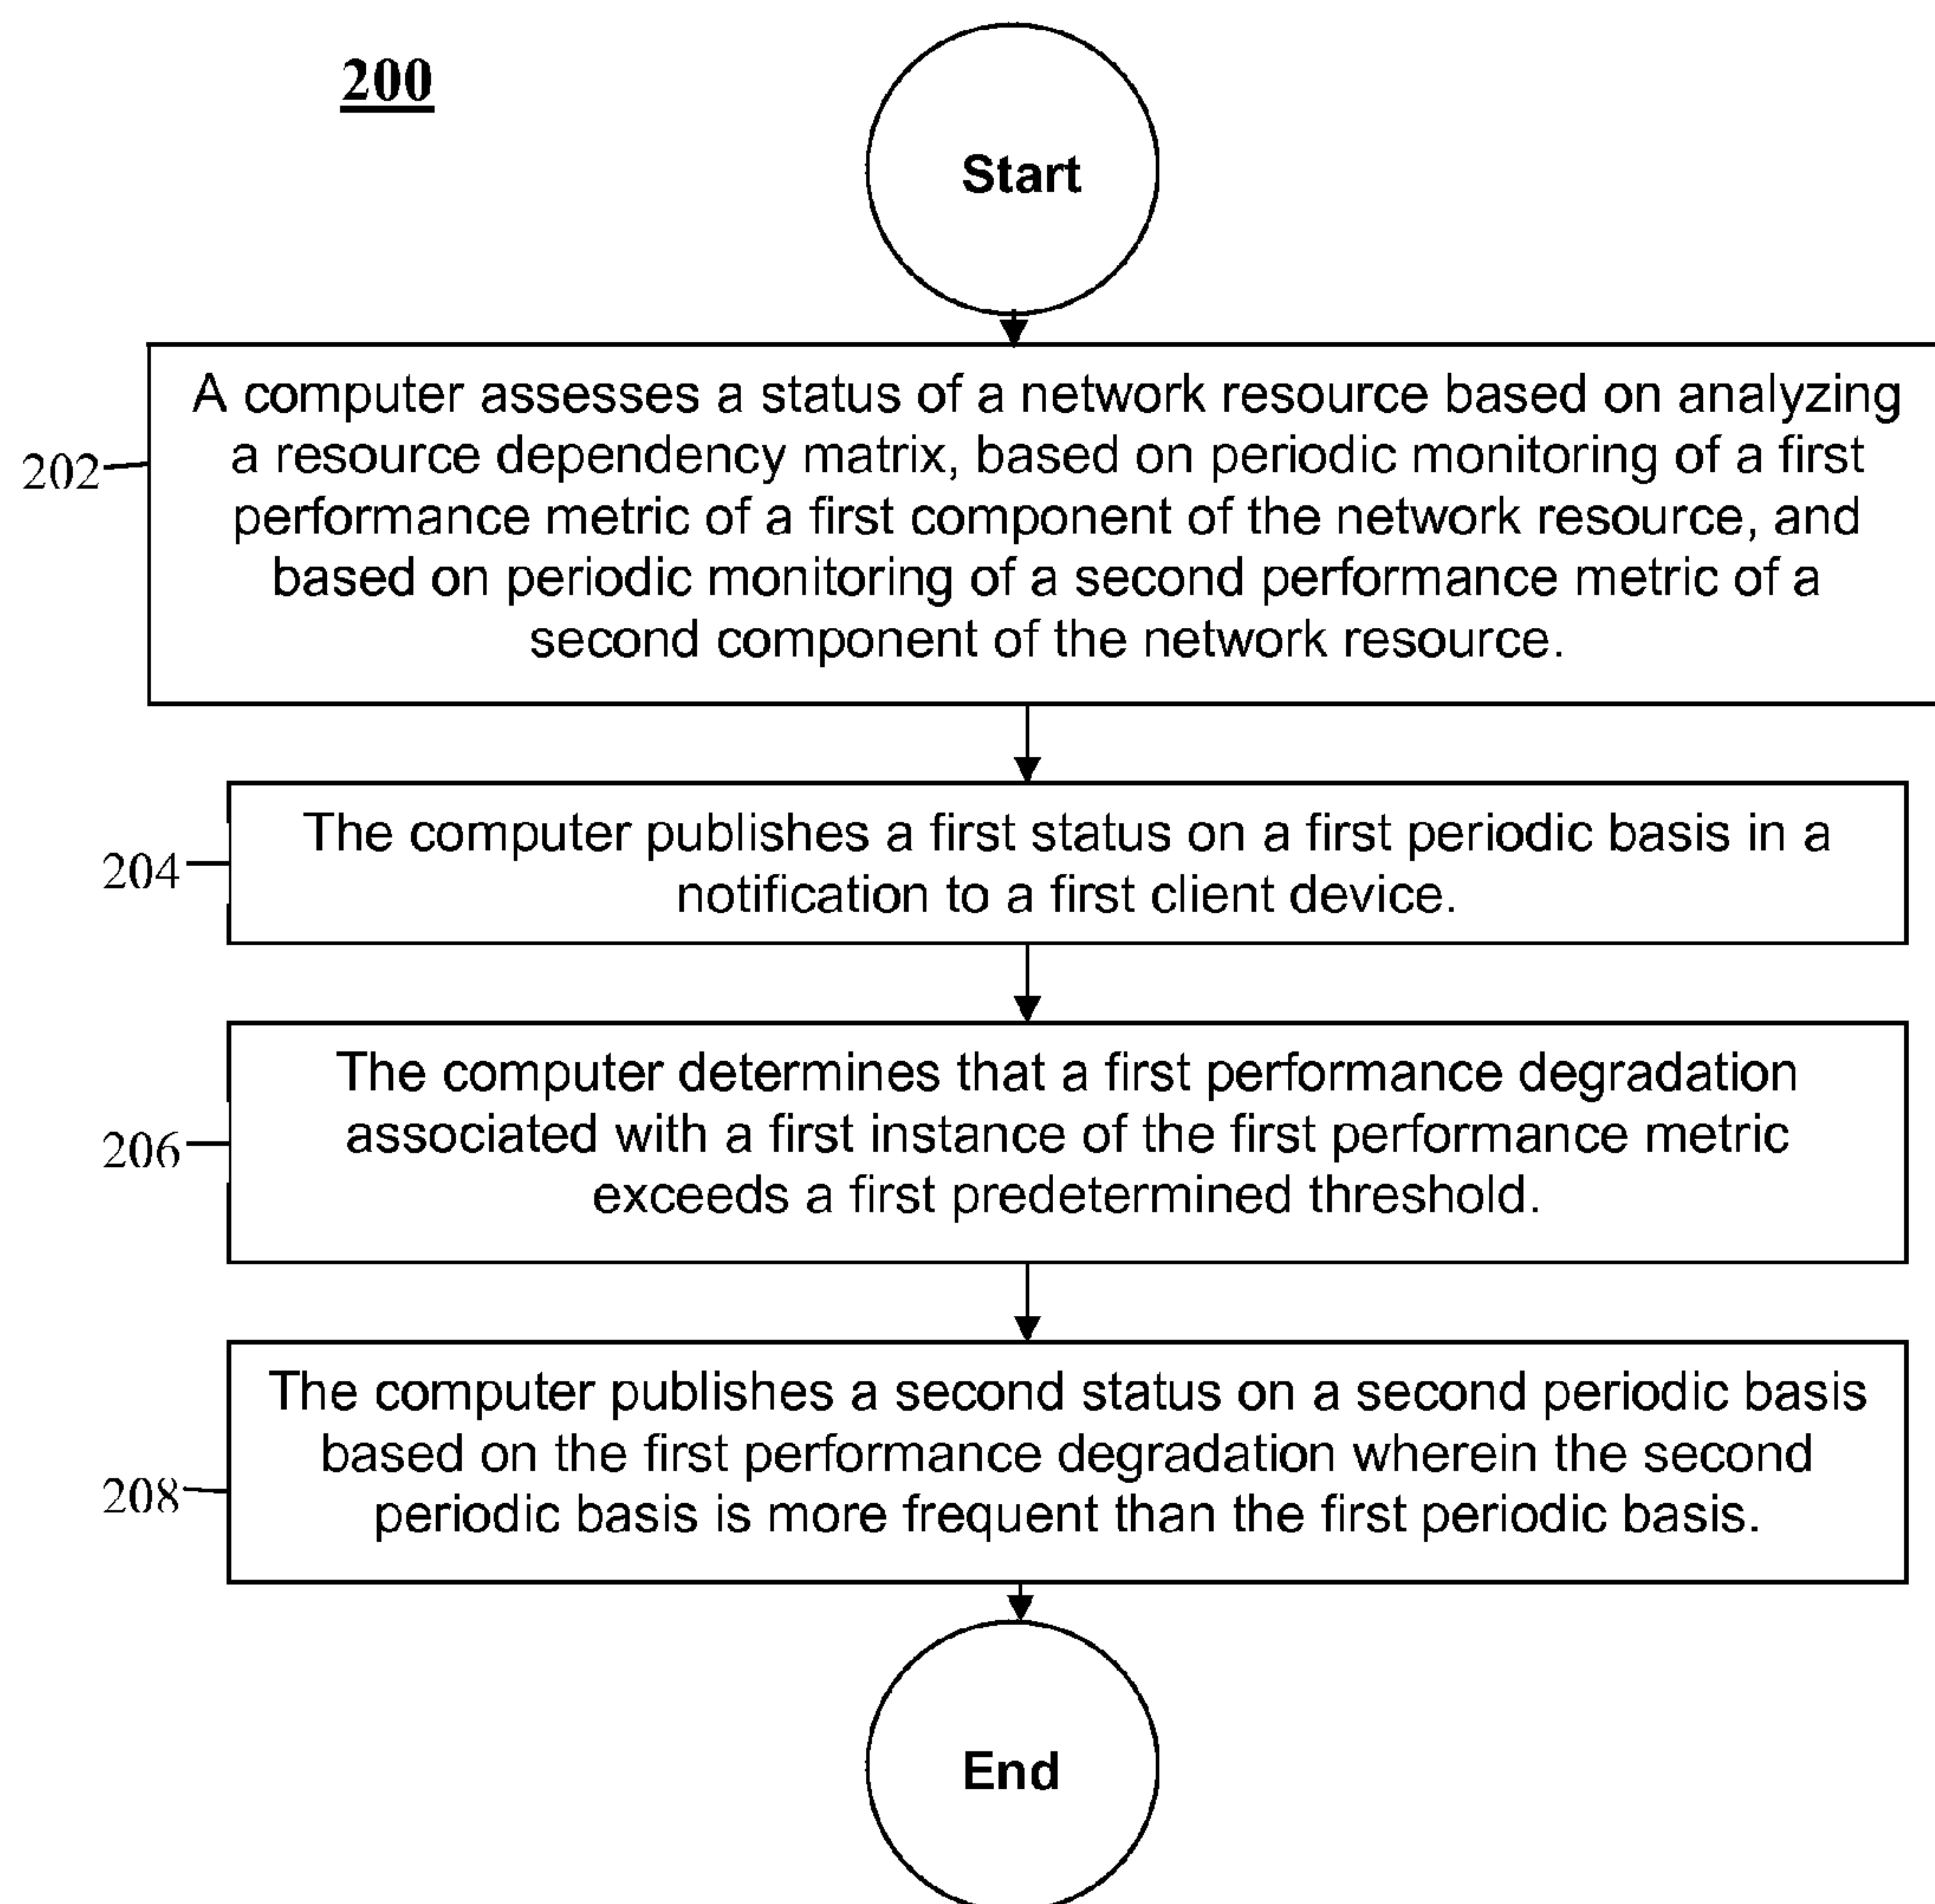 200
Start
202
A computer assesses a status of a network resource based on analyzing
a resource dependency matrix, based on periodic monitoring of a first
performance metric of a first component of the network resource, and
based on periodic monitoring of a second performance metric of a
second component of the network resource.
204
The computer publishes a first status on a first periodic basis in a
notification to a first client device.
206
The computer determines that a first performance degradation
associated with a first instance of the first performance metric
exceeds a first predetermined threshold.
208
The computer publishes a second status on a second periodic basis
based on the first performance degradation wherein the second
periodic basis is more frequent than the first periodic basis.
End